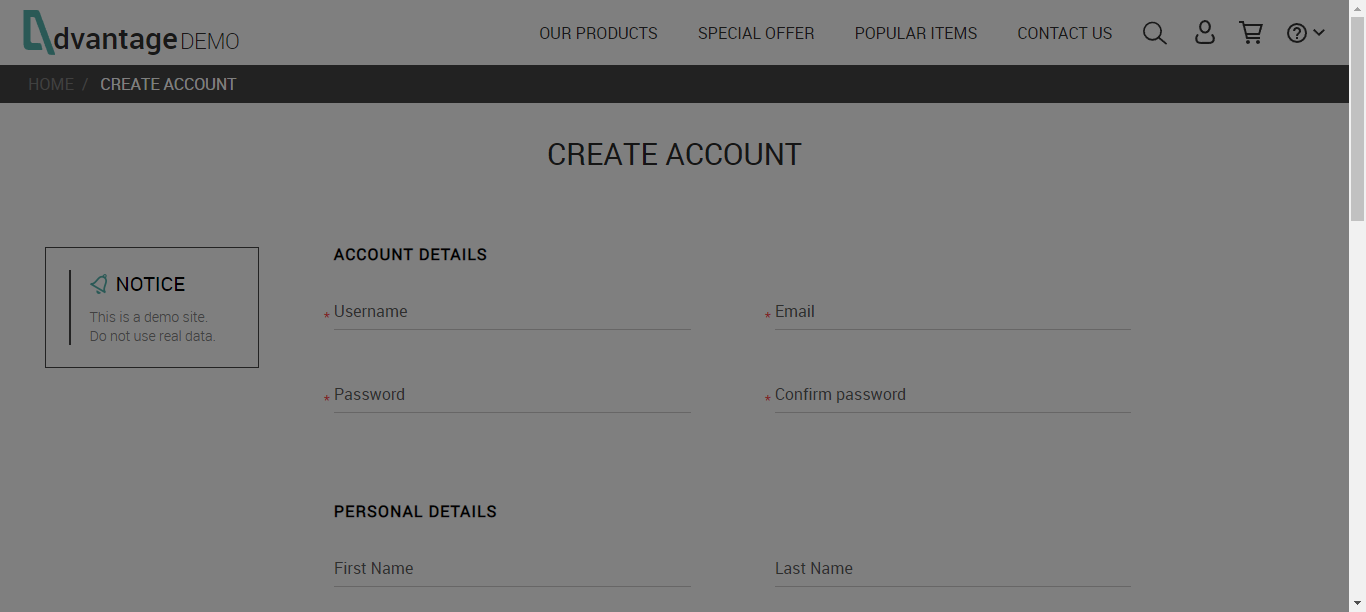 dvantage DEMO
OUR PRODUCTS SPECIAL OFFER POPULAR ITEMS CONTACT US ?
HOME / CREATE ACCOUNT
CREATE ACCOUNT
NOTICE
This is a demo site.
Do not use real data.
ACCOUNT DETAILS
* Username * Email
* Password * Confirm password
PERSONAL DETAILS
First Name Last Name